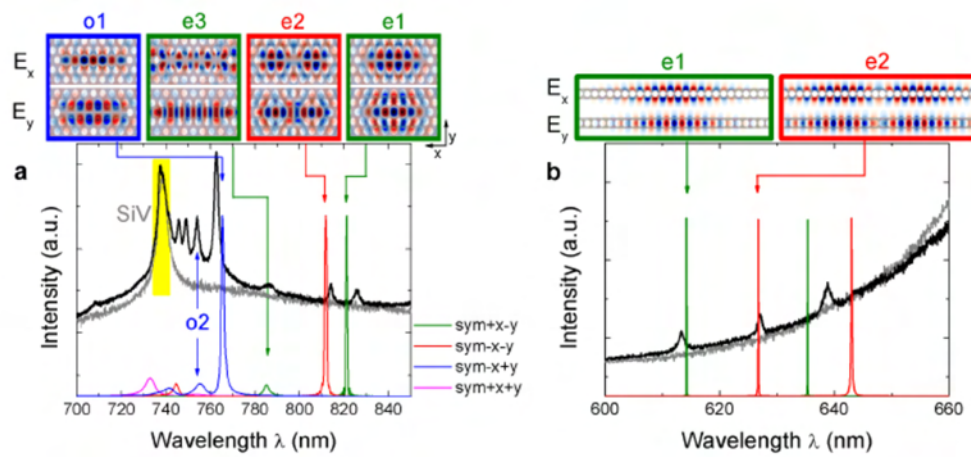 o1 e3 e2 e1
Ex
Ey
y
x
a
SiV
o2
Intensity (a.u.)
sym+x-y
sym-x-y
sym-x+y
sym+x+y
700 720 740 760 780 800 820 840
Wavelength λ (nm)
e1 e2
Ex
Ey
b
Intensity (a.u.)
600 620 640 660
Wavelength λ (nm)